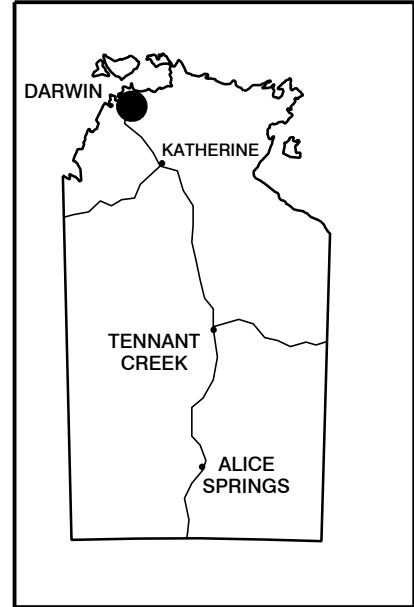 DARWIN
KATHERINE
TENNANT
CREEK
ALICE
SPRINGS